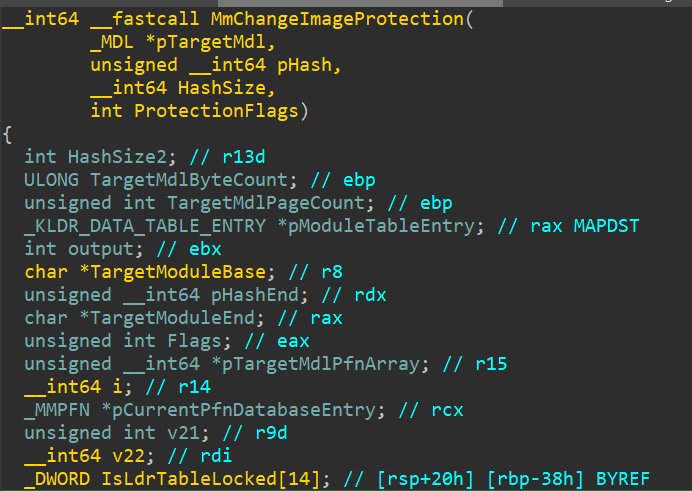 __int64 __fastcall MmChangeImageProtection(
_MDL *pTargetMdl,
unsigned __int64 pHash,
__int64 HashSize,
int ProtectionFlags)
{
int HashSize2; // r13d
ULONG TargetMdlByteCount; // ebp
unsigned int TargetMdlPageCount; // ebp
_KLDR_DATA_TABLE_ENTRY *pModuleTableEntry; // rax MAPDST
int output; // ebx
char *TargetModuleBase; // r8
unsigned __int64 pHashEnd; // rdx
char *TargetModuleEnd; // rax
unsigned int Flags; // eax
unsigned __int64 *pTargetMdlPfnArray; // r15
__int64 i; // r14
_MMPFN *pCurrentPfnDatabaseEntry; // rcx
unsigned int v21; // r9d
__int64 v22; // rdi
_DWORD IsLdrTableLocked[14]; // [rsp+20h] [rbp-38h] BYREF